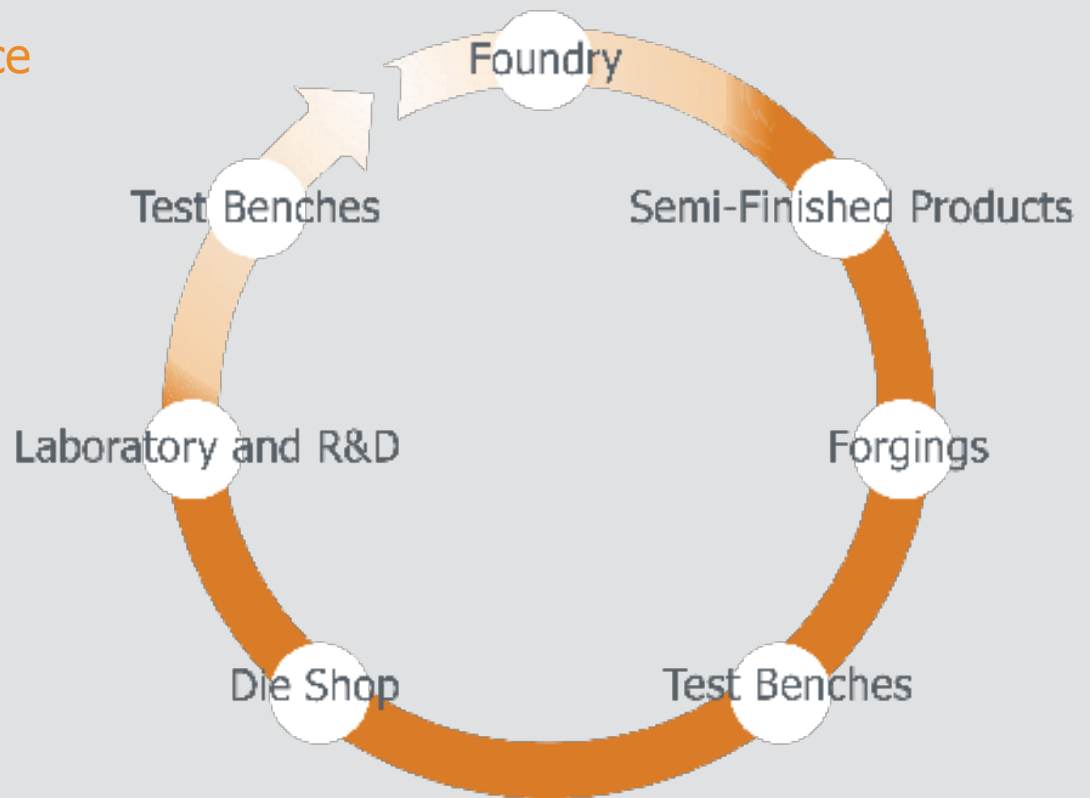 Foundry
Test Benches
Semi-Finished Products
Laboratory and R&D
Forgings
Die Shop
Test Benches